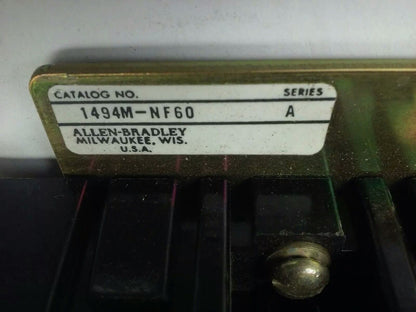 CATALOG NO. SERIES
1494M-NF60 A
ALLEN-BRADLEY
MILWAUKEE, WIS.
U.S.A.